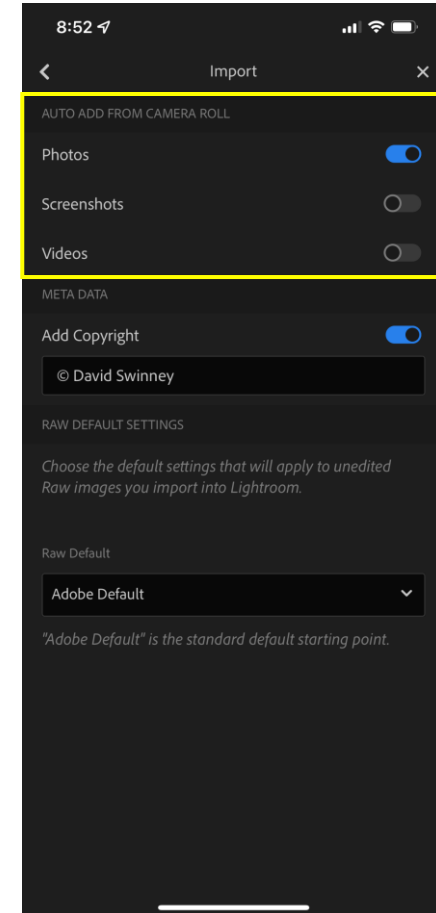 8:52
Import
AUTO ADD FROM CAMERA ROLL
Photos
Screenshots
Videos
META DATA
Add Copyright
© David Swinney
RAW DEFAULT SETTINGS
Choose the default settings that will apply to unedited
Raw images you import into Lightroom.
Raw Default
Adobe Default
"Adobe Default" is the standard default starting point.